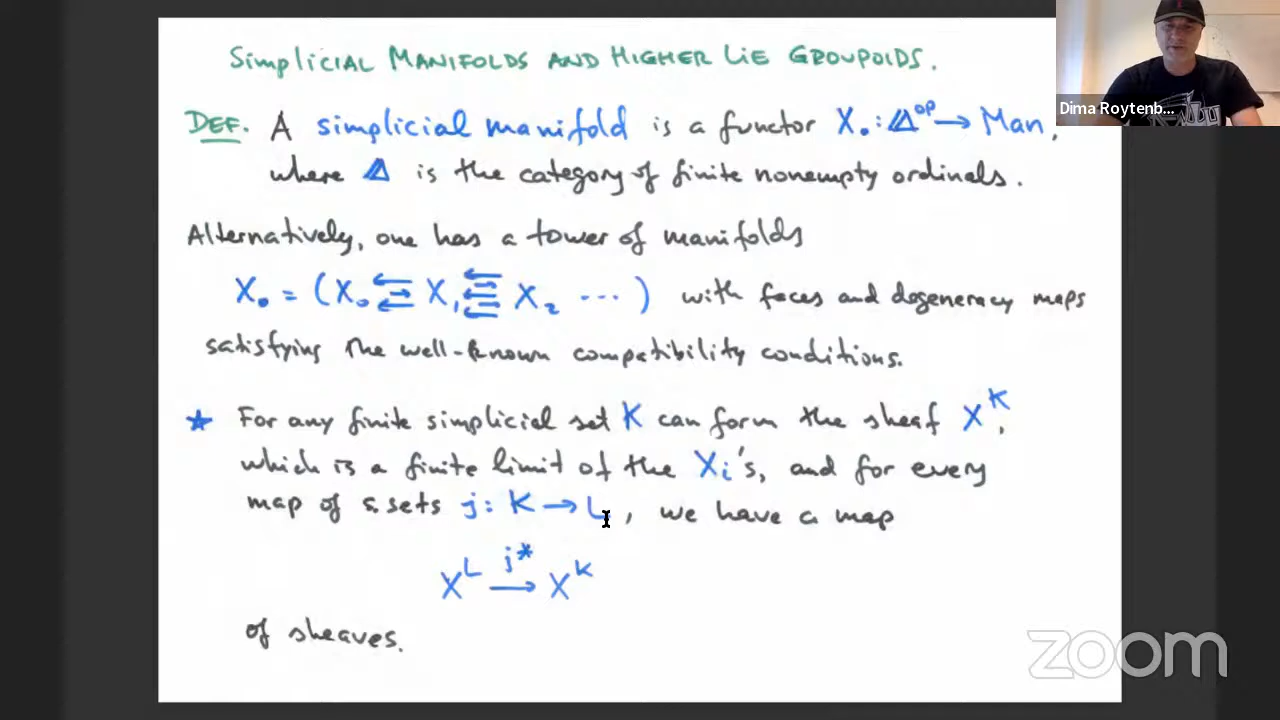 SIMPLICIAL MANIFOLDS AND HIGHER LIE GROUPOIDS.
DEF. A simplicial manifold is a functor X• : Δ^op → Man,
where Δ is the category of finite nonempty ordinals.
Alternatively, one has a tower of manifolds
X• = (X₀ ⇇→ X₁ ⇇⇉← X₂ ···) with faces and degeneracy maps
satisfying the well-known compatibility conditions.
★ For any finite simplicial set K can form the sheaf X^K,
which is a finite limit of the Xᵢ's, and for every
map of s.sets j: K → L, we have a map
X^L —j*→ X^K
of sheaves.
Dima Roytenb...
zoom